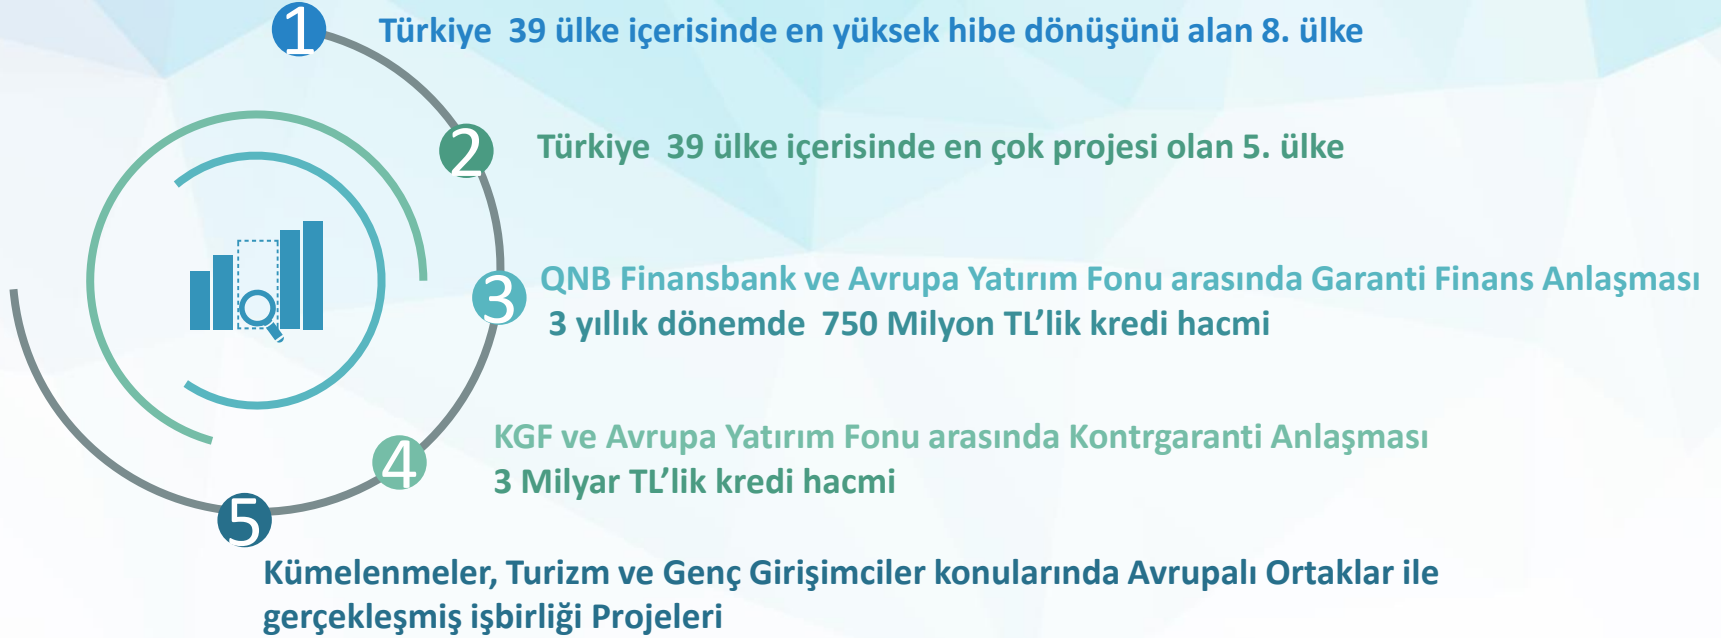 1 Türkiye 39 ülke içerisinde en yüksek hibe dönüşünü alan 8. ülke
2 Türkiye 39 ülke içerisinde en çok projesi olan 5. ülke
3 QNB Finansbank ve Avrupa Yatırım Fonu arasında Garanti Finans Anlaşması
3 yıllık dönemde 750 Milyon TL’lik kredi hacmi
4 KGF ve Avrupa Yatırım Fonu arasında Kontrgaranti Anlaşması
3 Milyar TL’lik kredi hacmi
5
Kümelenmeler, Turizm ve Genç Girişimciler konularında Avrupalı Ortaklar ile
gerçekleşmiş işbirliği Projeleri